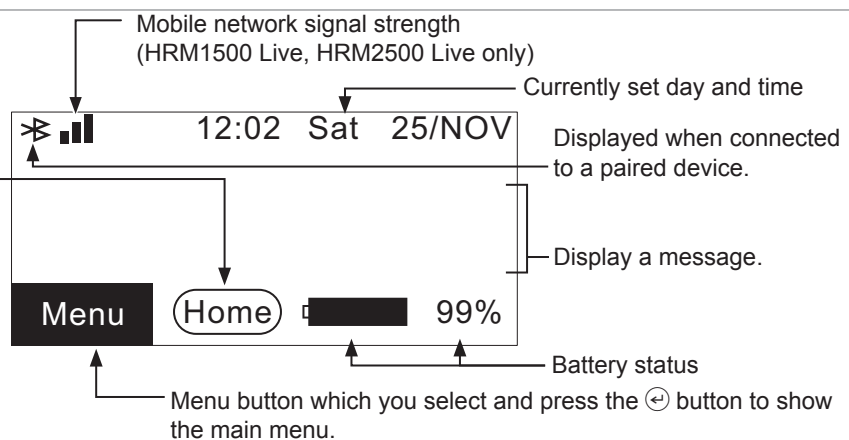 Mobile network signal strength
(HRM1500 Live, HRM2500 Live only)
Currently set day and time
12:02 Sat 25/NOV
Displayed when connected
to a paired device.
Display a message.
Menu Home 99%
Battery status
Menu button which you select and press the ↵ button to show
the main menu.